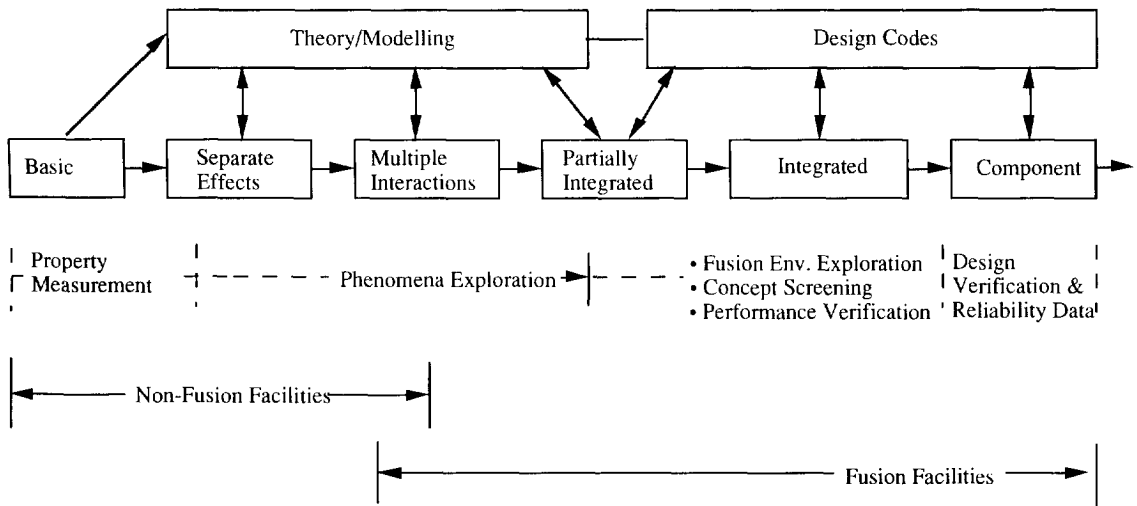 Theory/Modelling
Design Codes
Basic
Separate
Effects
Multiple
Interactions
Partially
Integrated
Integrated
Component
Property
Measurement
Phenomena Exploration
• Fusion Env. Exploration
• Concept Screening
• Performance Verification
Design
Verification &
Reliability Data
Non-Fusion Facilities
Fusion Facilities